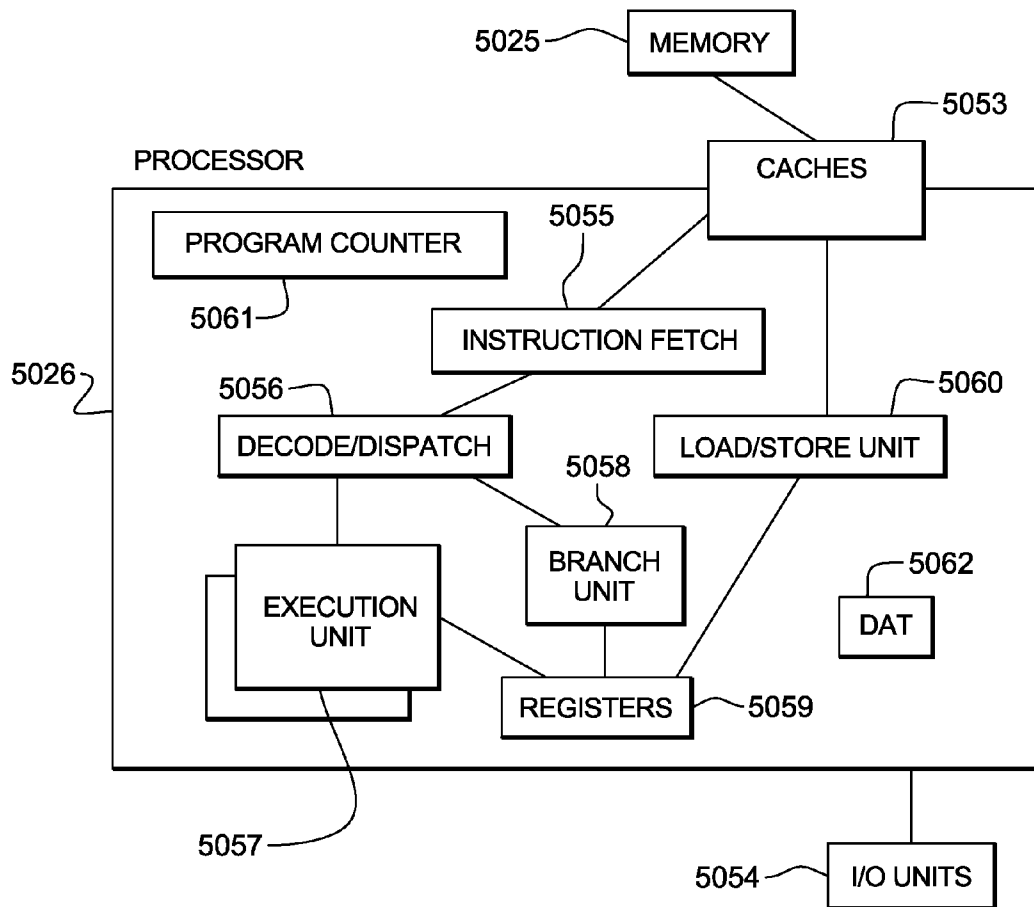 5025
MEMORY
5053
PROCESSOR
CACHES
PROGRAM COUNTER
5055
5061
INSTRUCTION FETCH
5026
5056
5060
DECODE/DISPATCH
LOAD/STORE UNIT
5058
BRANCH
UNIT
5062
EXECUTION
UNIT
DAT
REGISTERS
5059
5057
5054
I/O UNITS